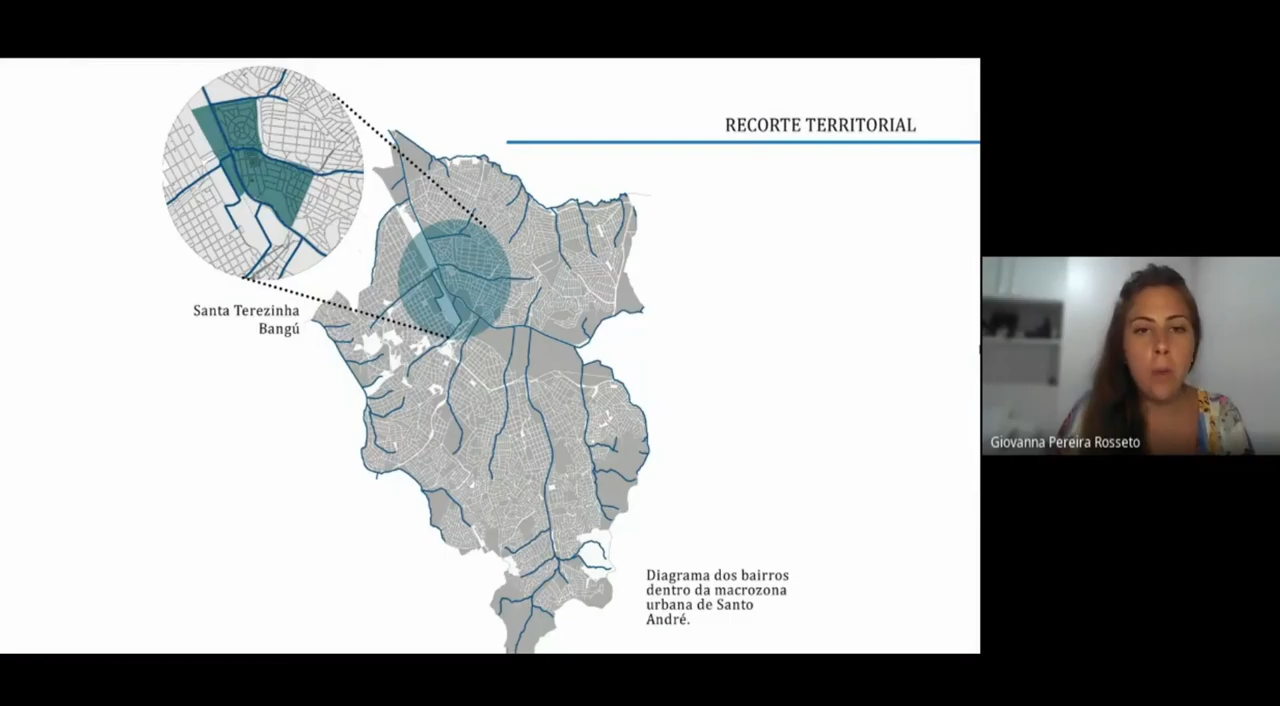 RECORTE TERRITORIAL
Santa Terezinha
Bangú
Giovanna Pereira Rosseto
Diagrama dos bairros
dentro da macrozona
urbana de Santo
André.